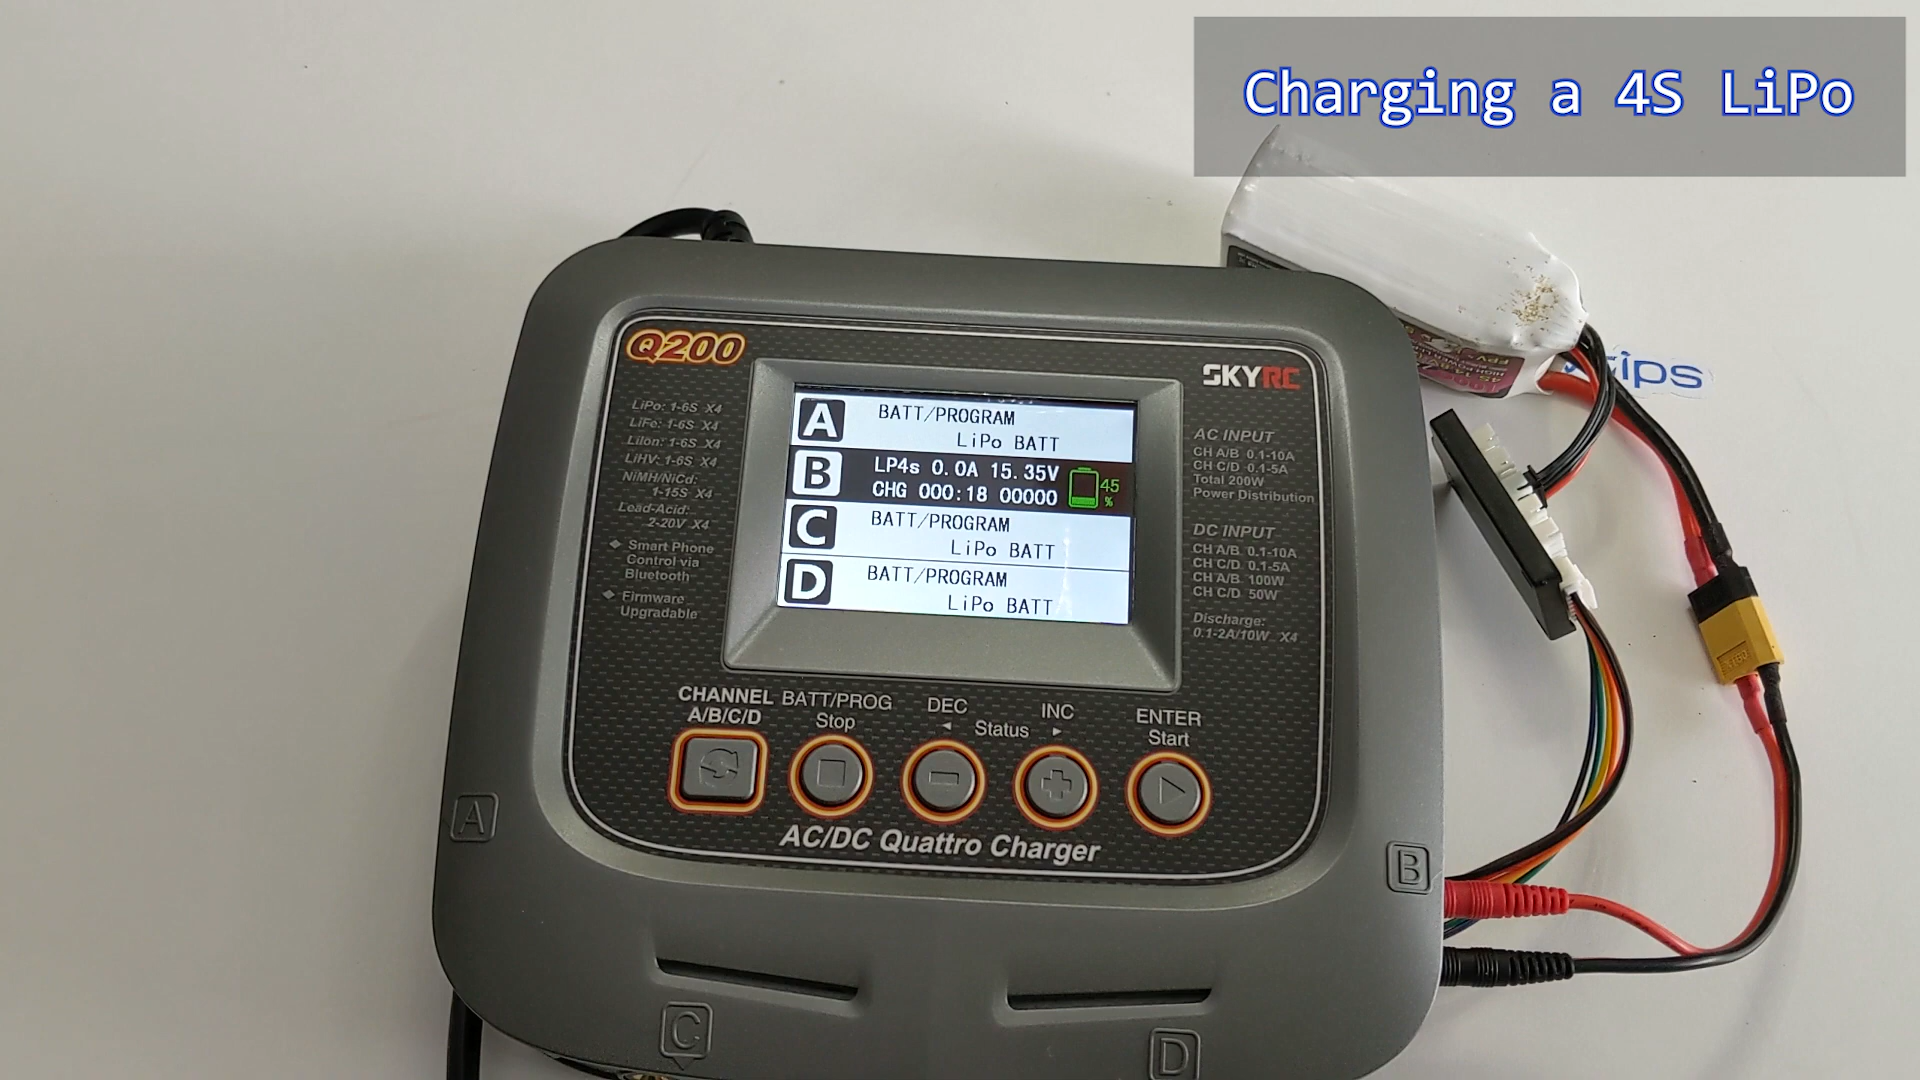 Charging a 4S LiPo
Q200
SKYRC
LiPo: 1-6S X4
LiFe: 1-6S X4
LiIon: 1-6S X4
LiHV: 1-6S X4
NiMH/NiCd:
1-15S X4
Lead-Acid:
2-20V X4
Smart Phone
Control via
Bluetooth
Firmware
Upgradable
A BATT/PROGRAM
LiPo BATT
B LP4s 0.0A 15.35V
CHG 000:18 00000
45
%
C BATT/PROGRAM
LiPo BATT
D BATT/PROGRAM
LiPo BATT
AC INPUT
CH A/B 0.1-10A
CH C/D 0.1-5A
Total 200W
Power Distribution
DC INPUT
CH A/B 0.1-10A
CH C/D 0.1-5A
CH A/B 100W
CH C/D 50W
Discharge:
0.1-2A/10W X4
CHANNEL
A/B/C/D
BATT/PROG
Stop
DEC
Status
INC
ENTER
Start
AC/DC Quattro Charger
A
B
C
D